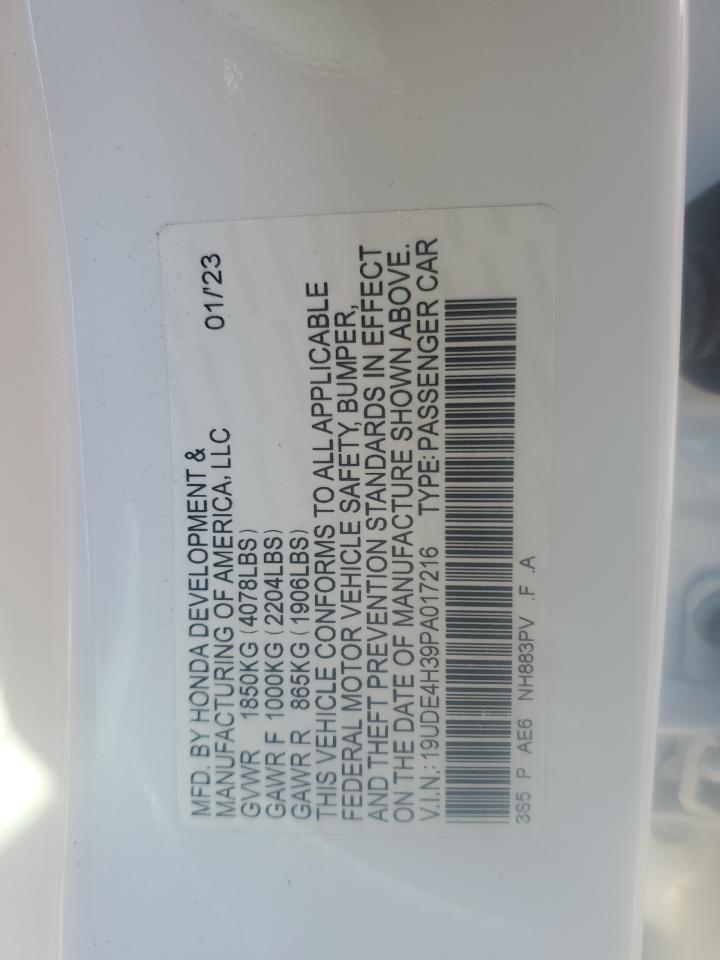 MFD. BY HONDA DEVELOPMENT &
MANUFACTURING OF AMERICA, LLC 01/'23
GVWR 1850KG (4078LBS)
GAWR F 1000KG (2204LBS)
GAWR R 865KG (1906LBS)
THIS VEHICLE CONFORMS TO ALL APPLICABLE
FEDERAL MOTOR VEHICLE SAFETY, BUMPER,
AND THEFT PREVENTION STANDARDS IN EFFECT
ON THE DATE OF MANUFACTURE SHOWN ABOVE.
V.I.N.: 19UDE4H39PA017216 TYPE: PASSENGER CAR
3S5 P AE6 NH883PV .F .A